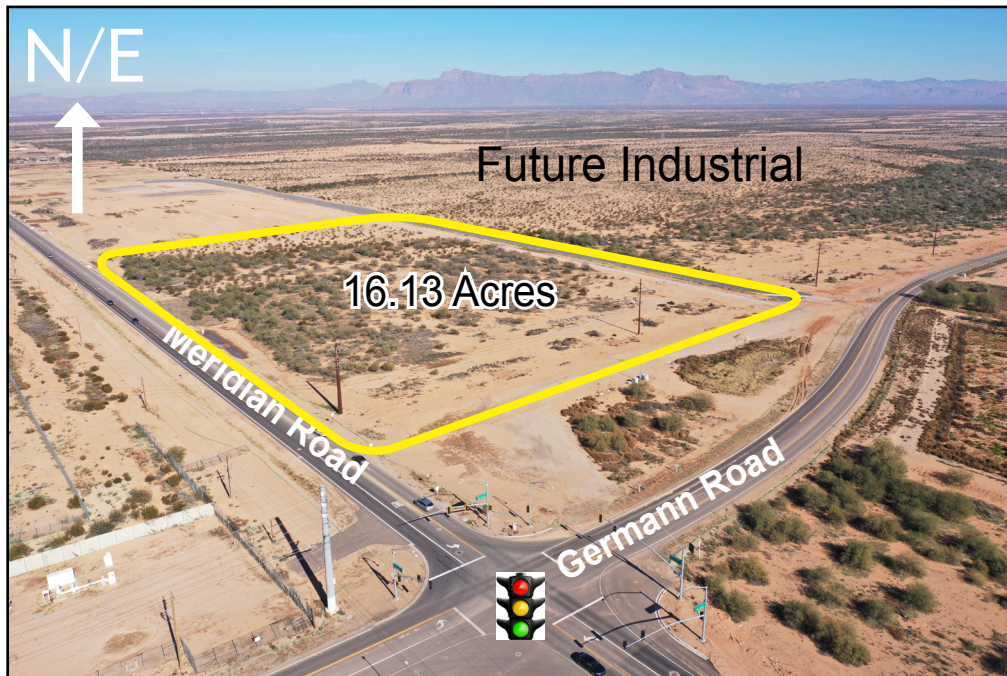 N/E
Future Industrial
16.13 Acres
Meridian Road
Germann Road